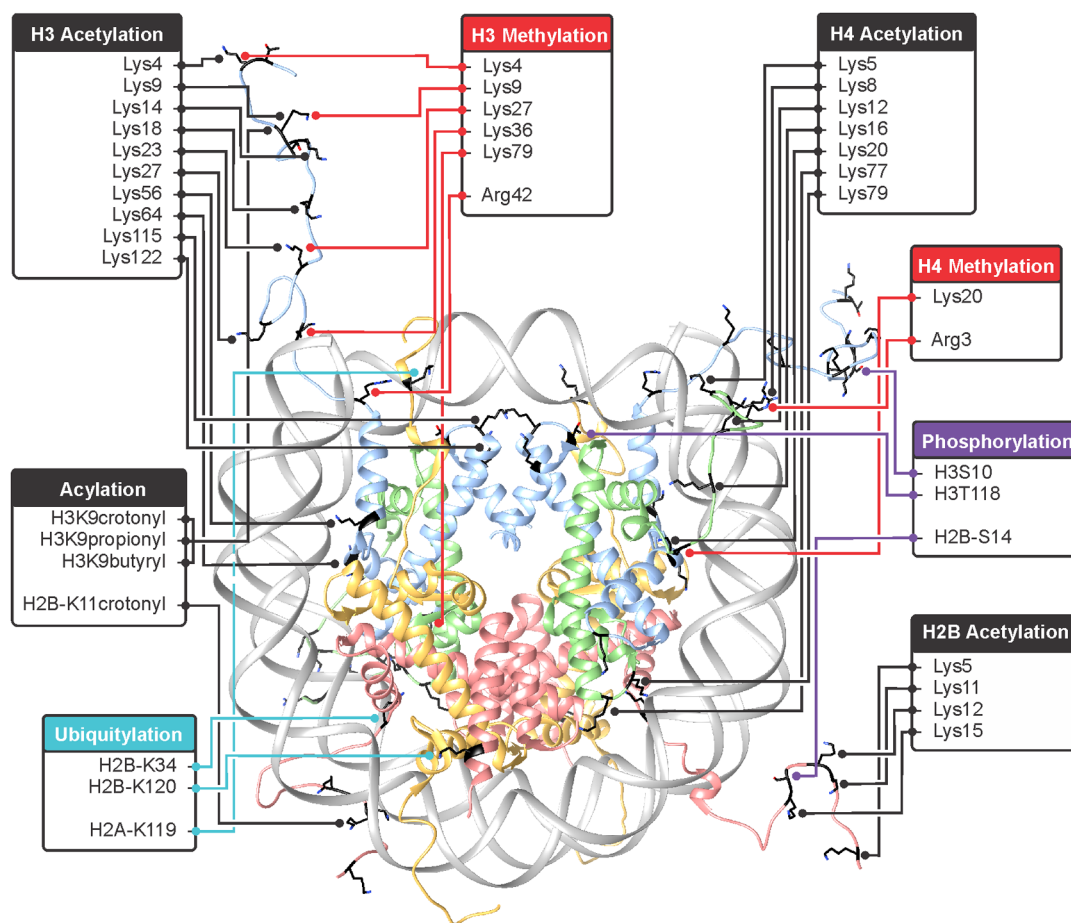 H3 Acetylation
Lys4
Lys9
Lys14
Lys18
Lys23
Lys27
Lys56
Lys64
Lys115
Lys122
H3 Methylation
Lys4
Lys9
Lys27
Lys36
Lys79
Arg42
H4 Acetylation
Lys5
Lys8
Lys12
Lys16
Lys20
Lys77
Lys79
H4 Methylation
Lys20
Arg3
Phosphorylation
H3S10
H3T118
H2B-S14
Acylation
H3K9crotonyl
H3K9propionyl
H3K9butyryl
H2B-K11crotonyl
H2B Acetylation
Lys5
Lys11
Lys12
Lys15
Ubiquitylation
H2B-K34
H2B-K120
H2A-K119